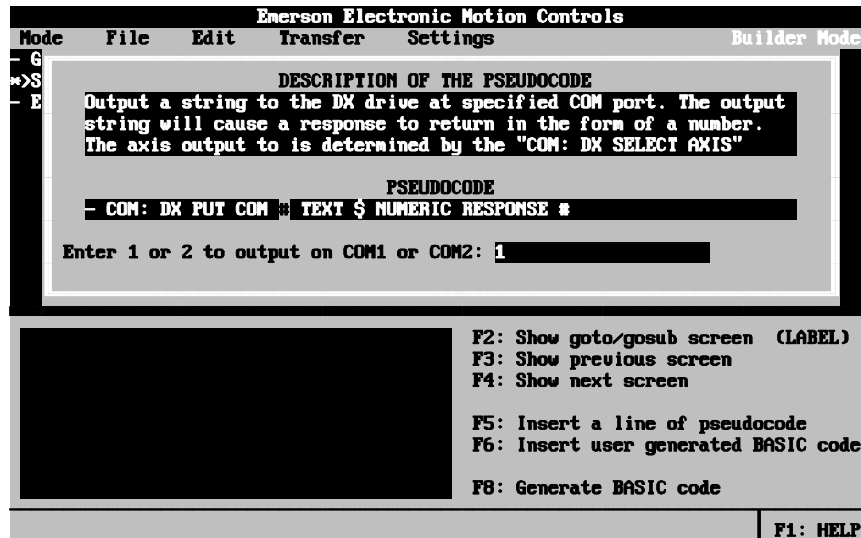 Emerson Electronic Motion Controls
Mode File Edit Transfer Settings Builder Mode
- G
*>S
- E
DESCRIPTION OF THE PSEUDOCODE
Output a string to the DX drive at specified COM port. The output
string will cause a response to return in the form of a number.
The axis output to is determined by the "COM: DX SELECT AXIS"
PSEUDOCODE
- COM: DX PUT COM # TEXT $ NUMERIC RESPONSE #
Enter 1 or 2 to output on COM1 or COM2: 1
F2: Show goto/gosub screen (LABEL)
F3: Show previous screen
F4: Show next screen
F5: Insert a line of pseudocode
F6: Insert user generated BASIC code
F8: Generate BASIC code
F1: HELP